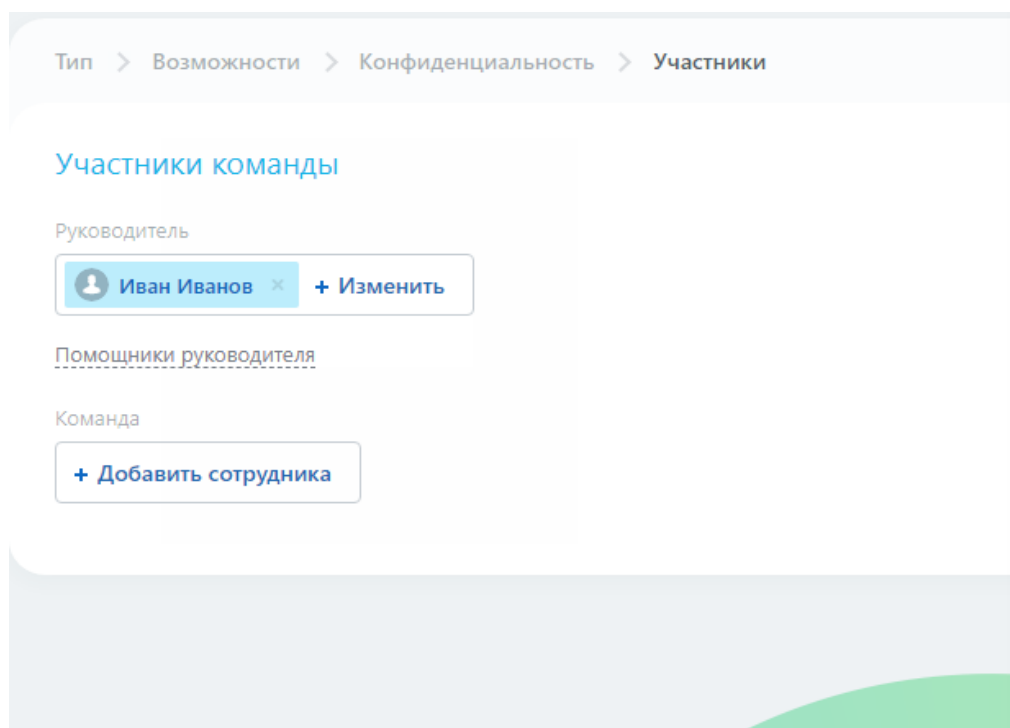 Тип > Возможности > Конфиденциальность > Участники
Участники команды
Руководитель
Иван Иванов × + Изменить
Помощники руководителя
Команда
+ Добавить сотрудника